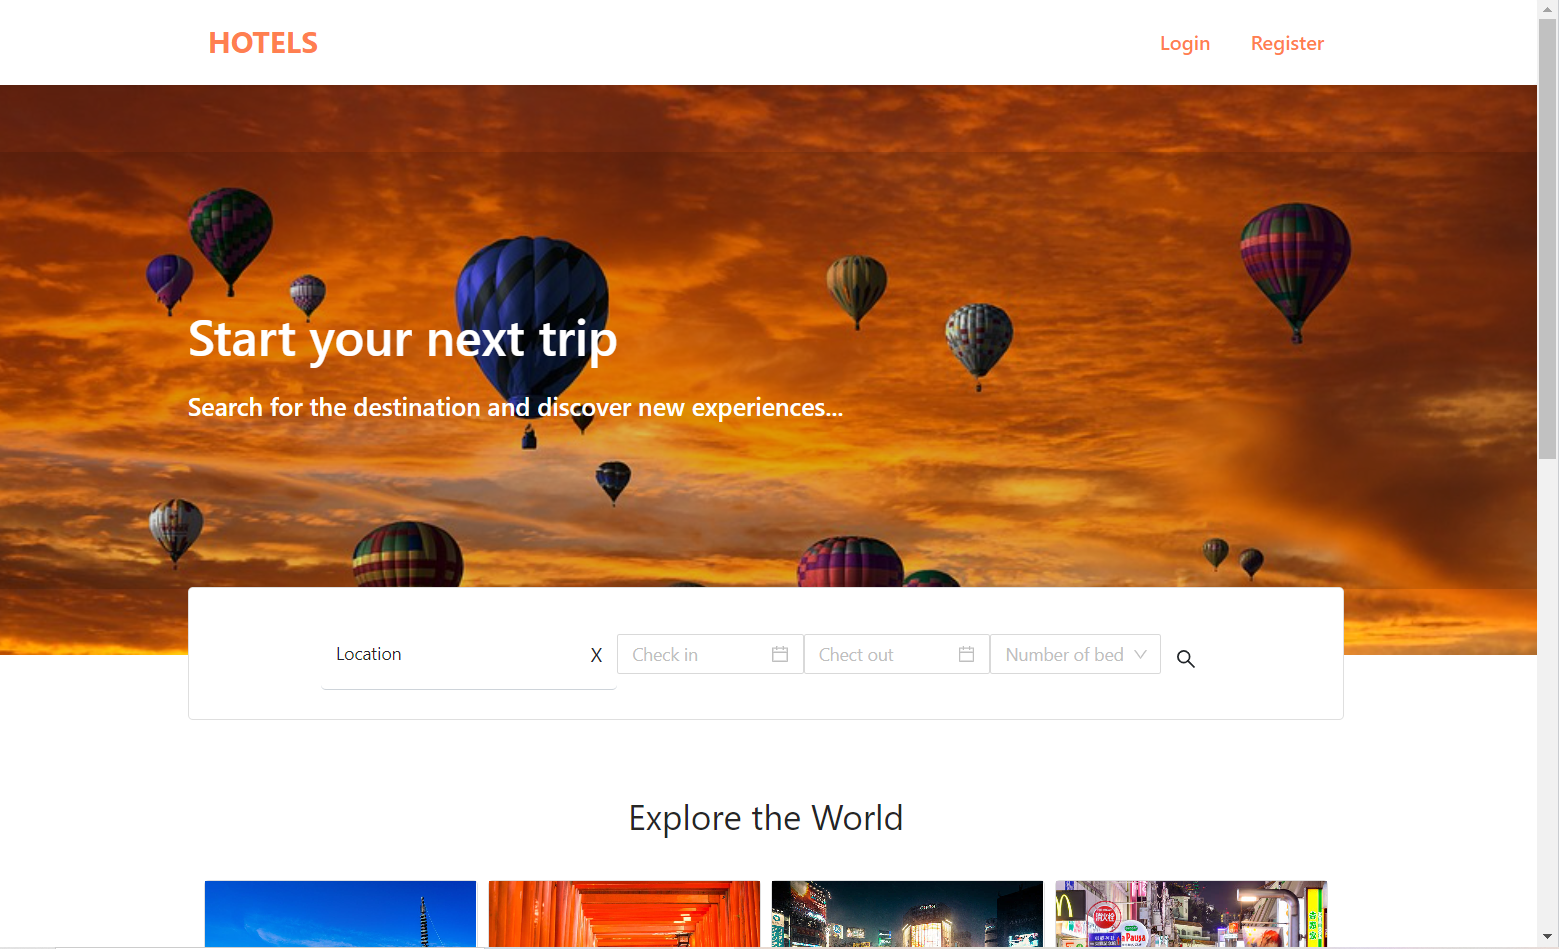 HOTELS
Login Register
Start your next trip
Search for the destination and discover new experiences...
Location X Check in Chect out Number of bed
Explore the World
a Pausa